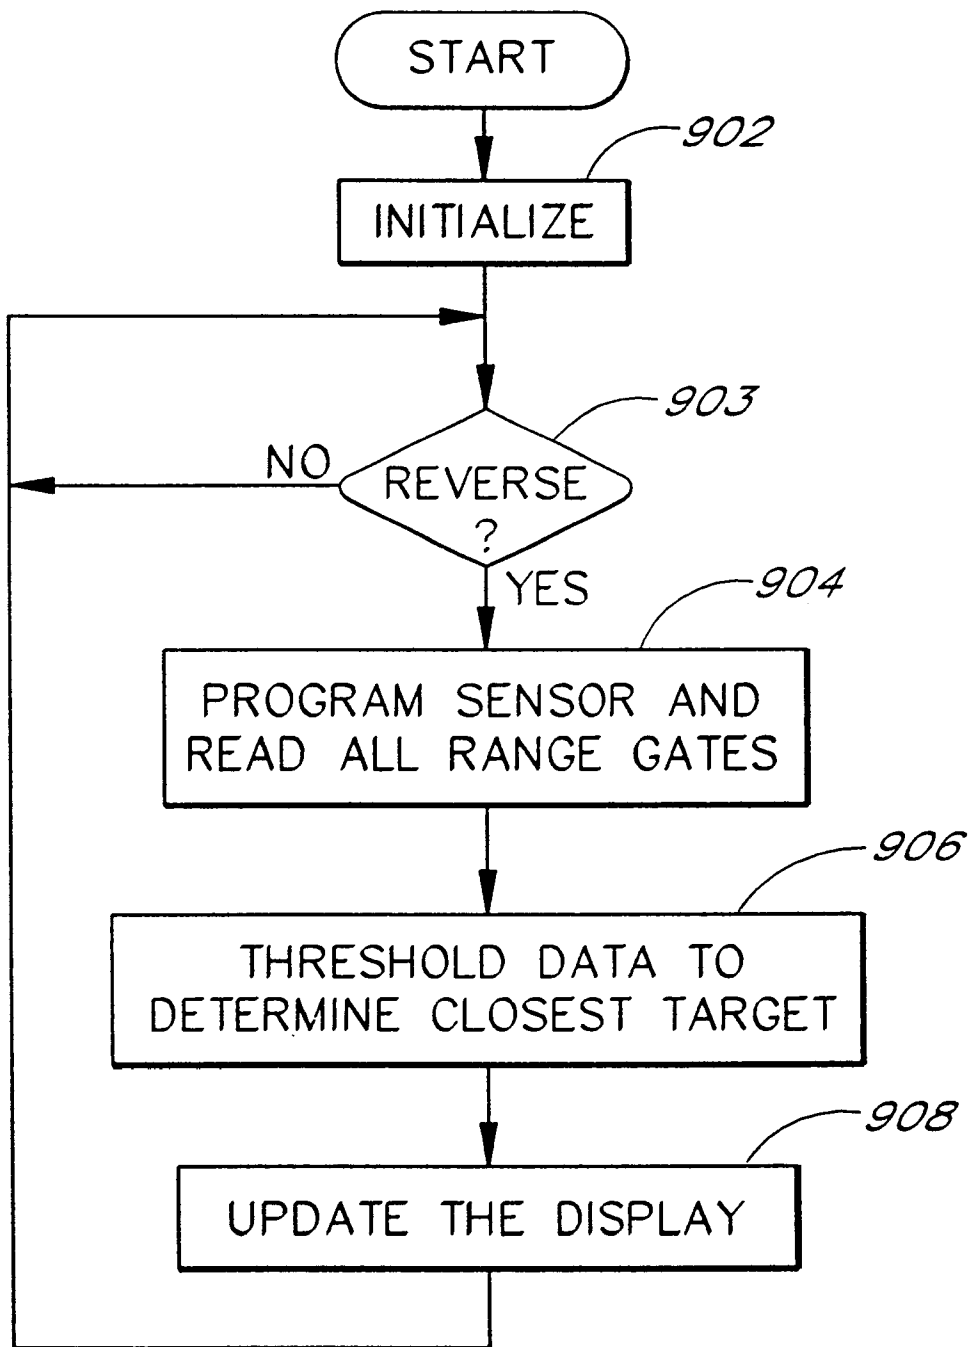 START
902
INITIALIZE
903
NO
REVERSE
?
YES
904
PROGRAM SENSOR AND
READ ALL RANGE GATES
906
THRESHOLD DATA TO
DETERMINE CLOSEST TARGET
908
UPDATE THE DISPLAY